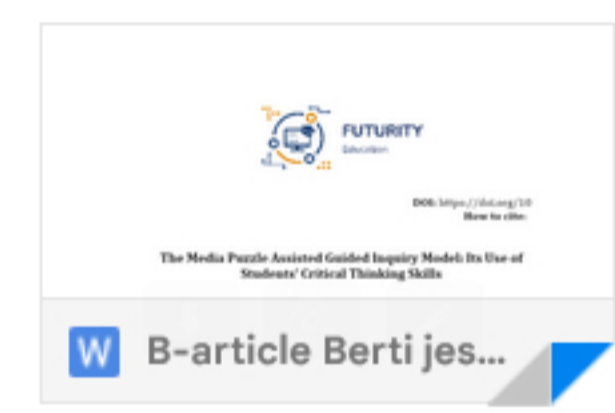 FUTURITY
Education
DOI: https://doi.org/10
How to cite:
The Media Puzzle Assisted Guided Inquiry Model: Its Use of
Students' Critical Thinking Skills
W B-article Berti jes...